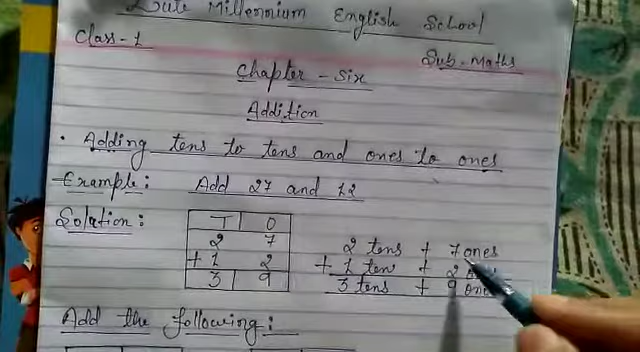 Millennium English School
Class-1
Sub-Maths
Chapter-Six
Addition
• Adding tens to tens and ones to ones
Example: Add 27 and 12
Solution:
T O
2 7
+ 1 2
3 9
2 tens + 7 ones
+ 1 ten + 2
3 tens + 9
Add the following: